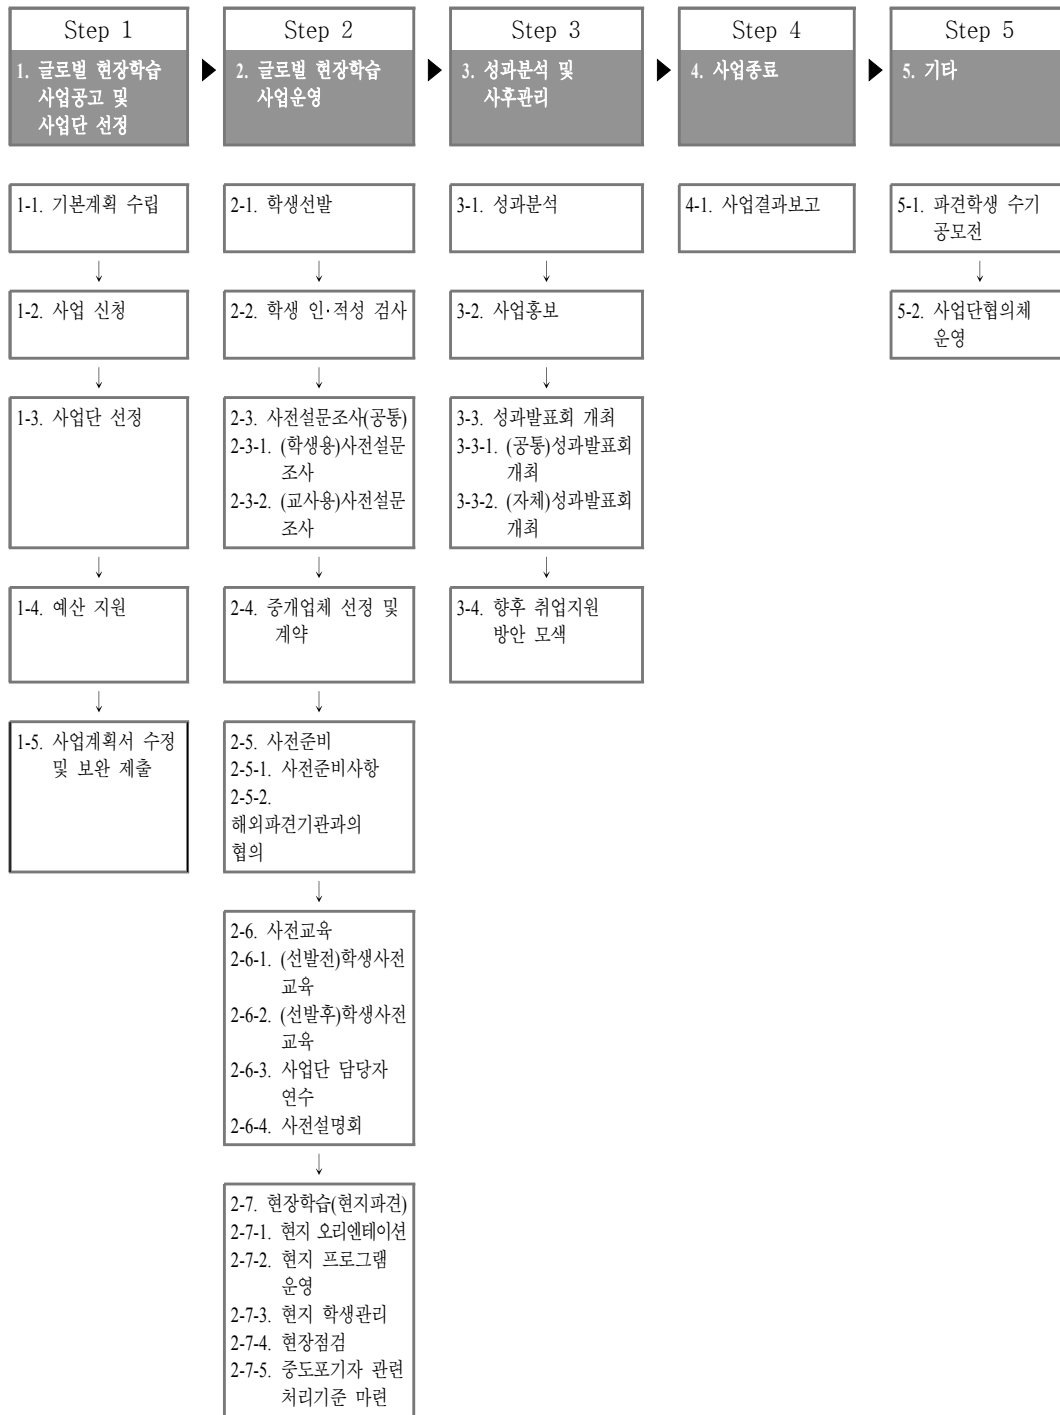 Step 1
1. 글로벌 현장학습
사업공고 및
사업단 선정
1-1. 기본계획 수립
↓
1-2. 사업 신청
↓
1-3. 사업단 선정
↓
1-4. 예산 지원
↓
1-5. 사업계획서 수정
및 보완 제출
Step 2
2. 글로벌 현장학습
사업운영
2-1. 학생선발
↓
2-2. 학생 인·적성 검사
↓
2-3. 사전설문조사(공통)
2-3-1. (학생용)사전설문
조사
2-3-2. (교사용)사전설문
조사
↓
2-4. 중개업체 선정 및
계약
↓
2-5. 사전준비
2-5-1. 사전준비사항
2-5-2.
해외파견기관과의
협의
↓
2-6. 사전교육
2-6-1. (선발전)학생사전
교육
2-6-2. (선발후)학생사전
교육
2-6-3. 사업단 담당자
연수
2-6-4. 사전설명회
↓
2-7. 현장학습(현지파견)
2-7-1. 현지 오리엔테이션
2-7-2. 현지 프로그램
운영
2-7-3. 현지 학생관리
2-7-4. 현장점검
2-7-5. 중도포기자 관련
처리기준 마련
Step 3
3. 성과분석 및
사후관리
3-1. 성과분석
↓
3-2. 사업홍보
↓
3-3. 성과발표회 개최
3-3-1. (공통)성과발표회
개최
3-3-2. (자체)성과발표회
개최
↓
3-4. 향후 취업지원
방안 모색
Step 4
4. 사업종료
4-1. 사업결과보고
Step 5
5. 기타
5-1. 파견학생 수기
공모전
↓
5-2. 사업단협의체
운영